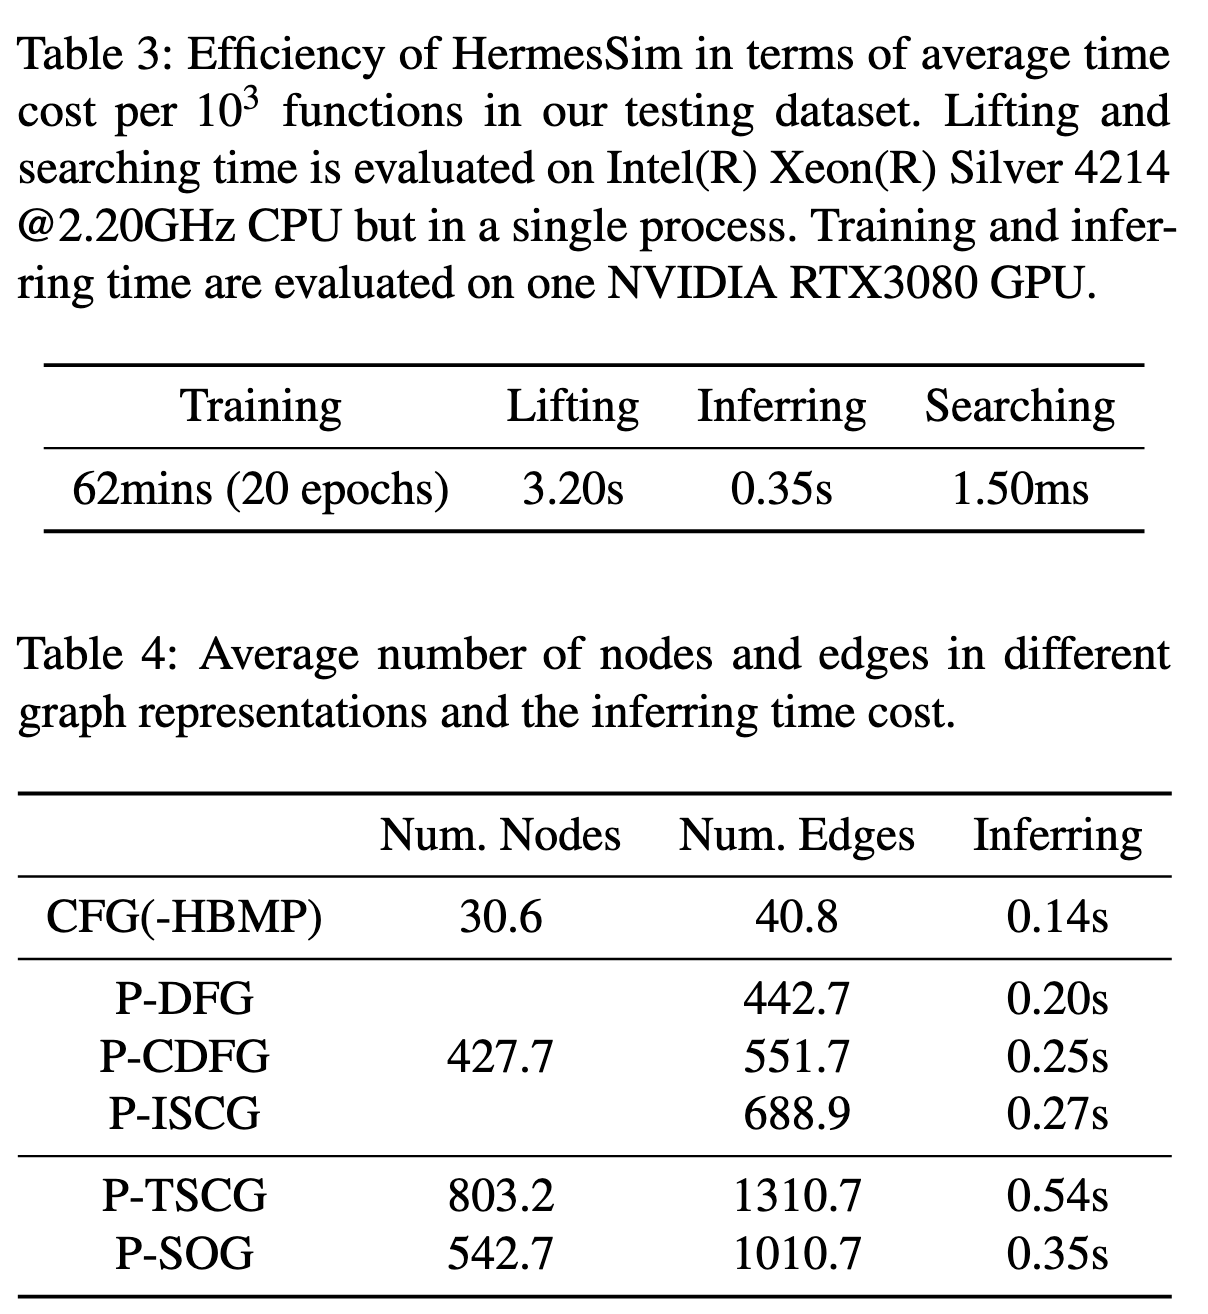 Table 3: Efficiency of HermesSim in terms of average time
cost per 10³ functions in our testing dataset. Lifting and
searching time is evaluated on Intel(R) Xeon(R) Silver 4214
@2.20GHz CPU but in a single process. Training and infer-
ring time are evaluated on one NVIDIA RTX3080 GPU.
Training Lifting Inferring Searching
62mins (20 epochs) 3.20s 0.35s 1.50ms
Table 4: Average number of nodes and edges in different
graph representations and the inferring time cost.
Num. Nodes Num. Edges Inferring
CFG(-HBMP) 30.6 40.8 0.14s
P-DFG 442.7 0.20s
P-CDFG 427.7 551.7 0.25s
P-ISCG 688.9 0.27s
P-TSCG 803.2 1310.7 0.54s
P-SOG 542.7 1010.7 0.35s